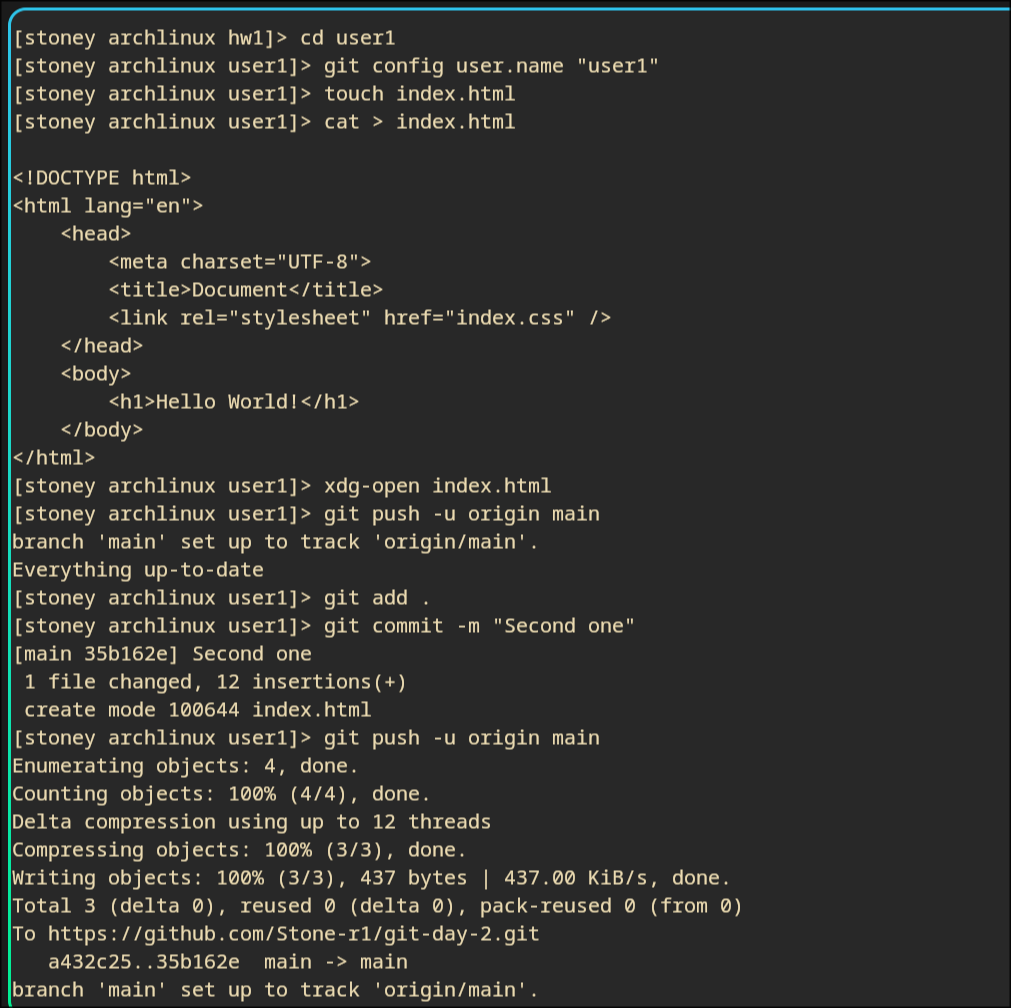 [stoney archlinux hw1]> cd user1
[stoney archlinux user1]> git config user.name "user1"
[stoney archlinux user1]> touch index.html
[stoney archlinux user1]> cat > index.html

<!DOCTYPE html>
<html lang="en">
    <head>
        <meta charset="UTF-8">
        <title>Document</title>
        <link rel="stylesheet" href="index.css" />
    </head>
    <body>
        <h1>Hello World!</h1>
    </body>
</html>
[stoney archlinux user1]> xdg-open index.html
[stoney archlinux user1]> git push -u origin main
branch 'main' set up to track 'origin/main'.
Everything up-to-date
[stoney archlinux user1]> git add .
[stoney archlinux user1]> git commit -m "Second one"
[main 35b162e] Second one
 1 file changed, 12 insertions(+)
 create mode 100644 index.html
[stoney archlinux user1]> git push -u origin main
Enumerating objects: 4, done.
Counting objects: 100% (4/4), done.
Delta compression using up to 12 threads
Compressing objects: 100% (3/3), done.
Writing objects: 100% (3/3), 437 bytes | 437.00 KiB/s, done.
Total 3 (delta 0), reused 0 (delta 0), pack-reused 0 (from 0)
To https://github.com/Stone-r1/git-day-2.git
   a432c25..35b162e  main -> main
branch 'main' set up to track 'origin/main'.